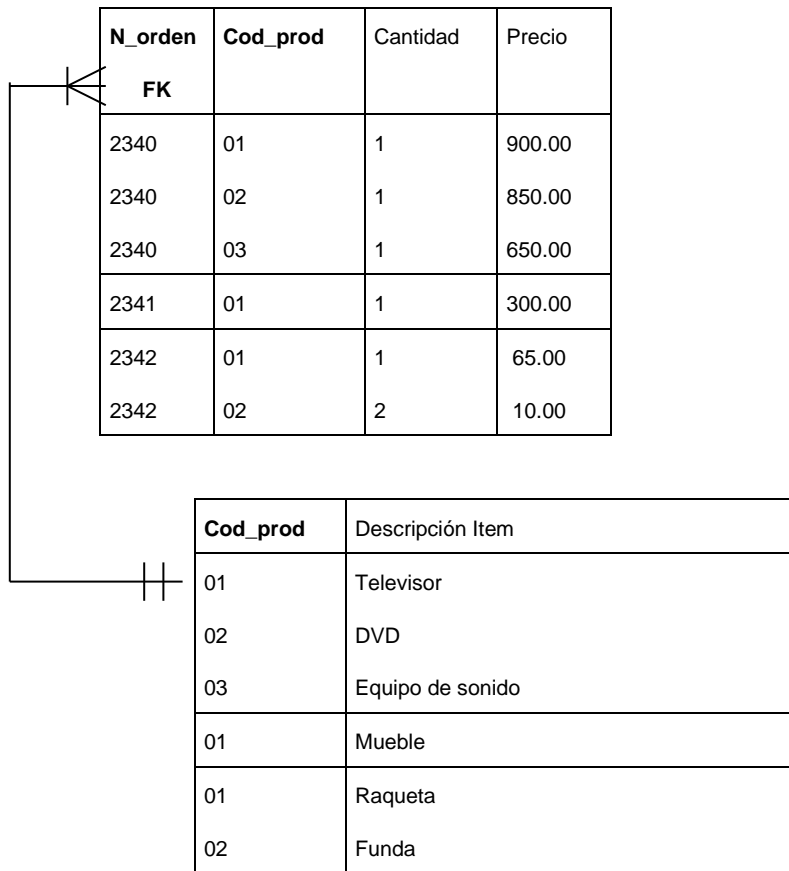 N_orden Cod_prod Cantidad Precio
FK
2340 01 1 900.00
2340 02 1 850.00
2340 03 1 650.00
2341 01 1 300.00
2342 01 1 65.00
2342 02 2 10.00
Cod_prod Descripción Item
01 Televisor
02 DVD
03 Equipo de sonido
01 Mueble
01 Raqueta
02 Funda